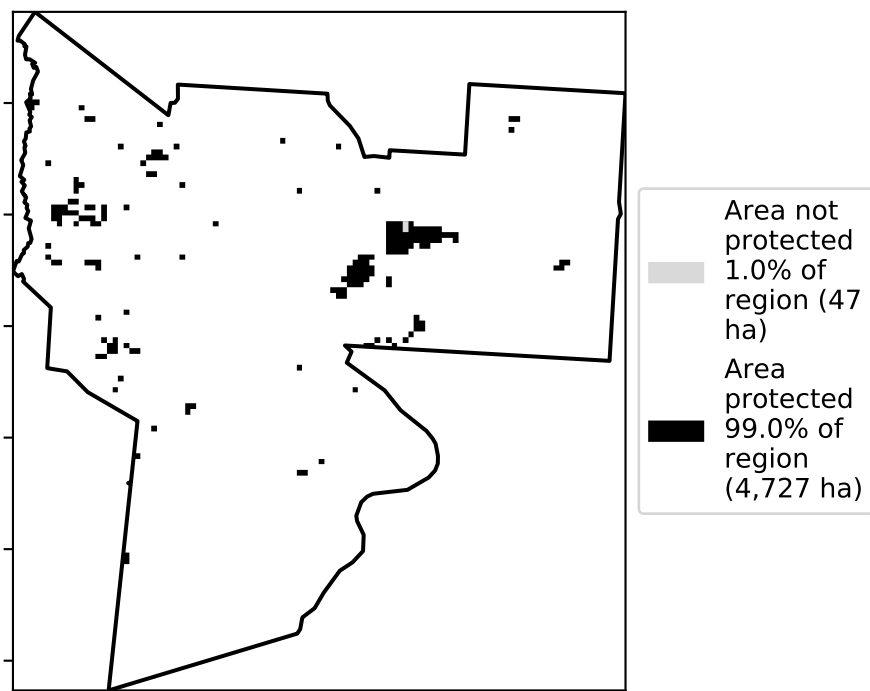 Area not
protected
1.0% of
region (47
ha)
Area
protected
99.0% of
region
(4,727 ha)